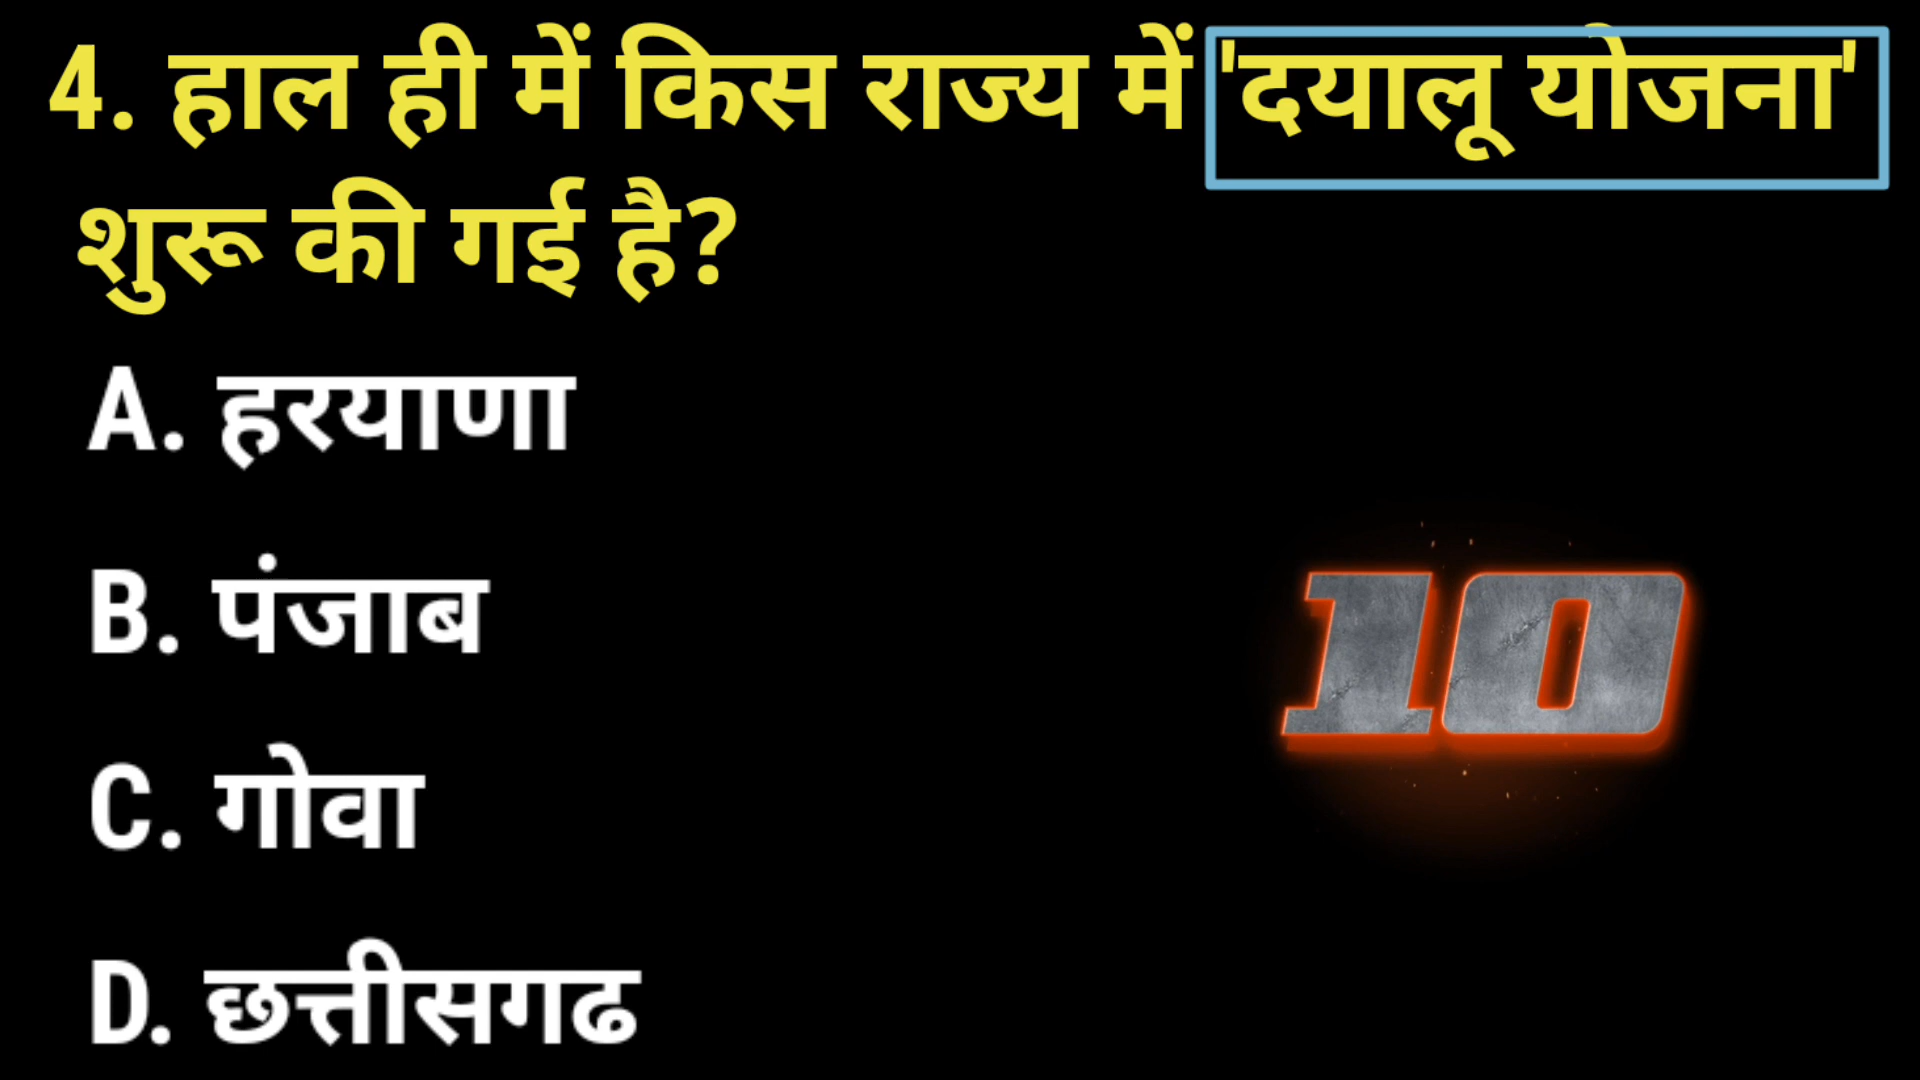 4. हाल ही में किस राज्य में 'दयालू योजना'
शुरू की गई है?
A. हरयाणा
B. पंजाब
10
C. गोवा
D. छत्तीसगढ